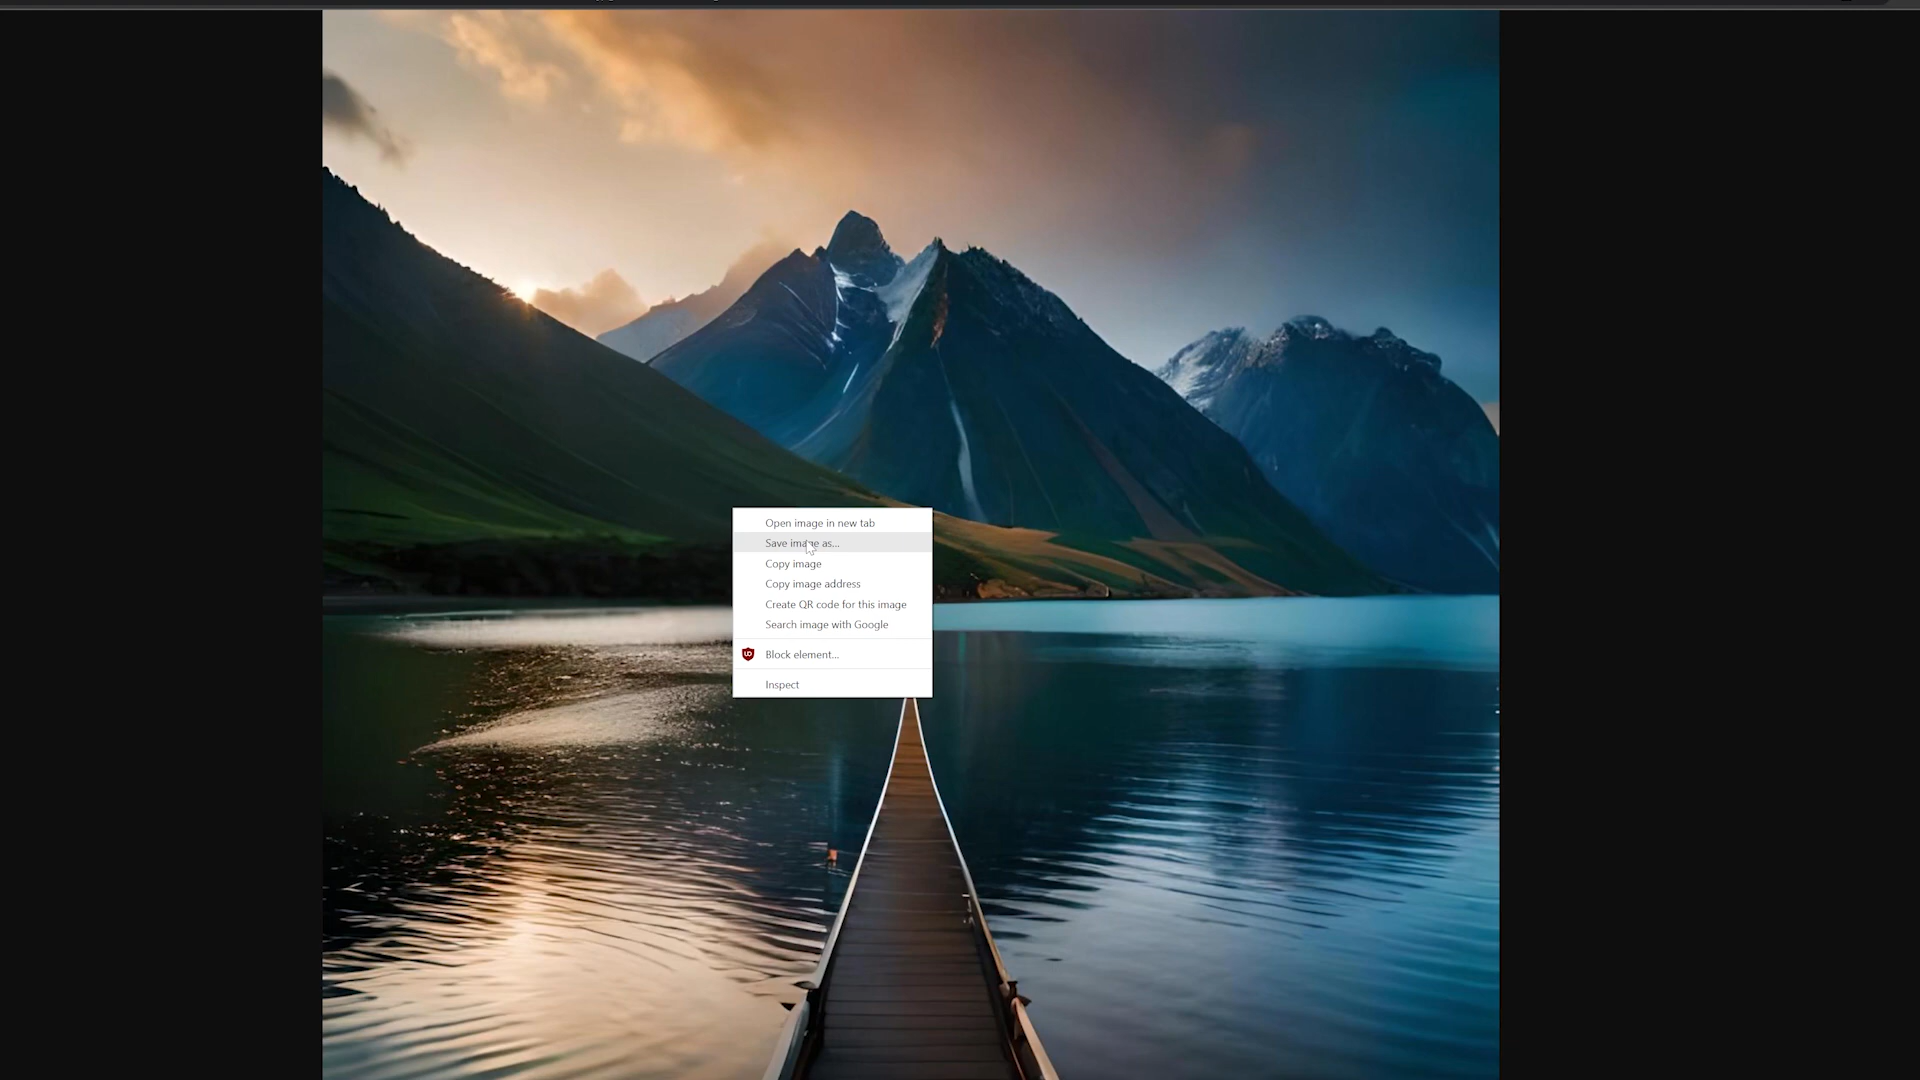 Open image in new tab
Save image as...
Copy image
Copy image address
Create QR code for this image
Search image with Google
Block element...
Inspect